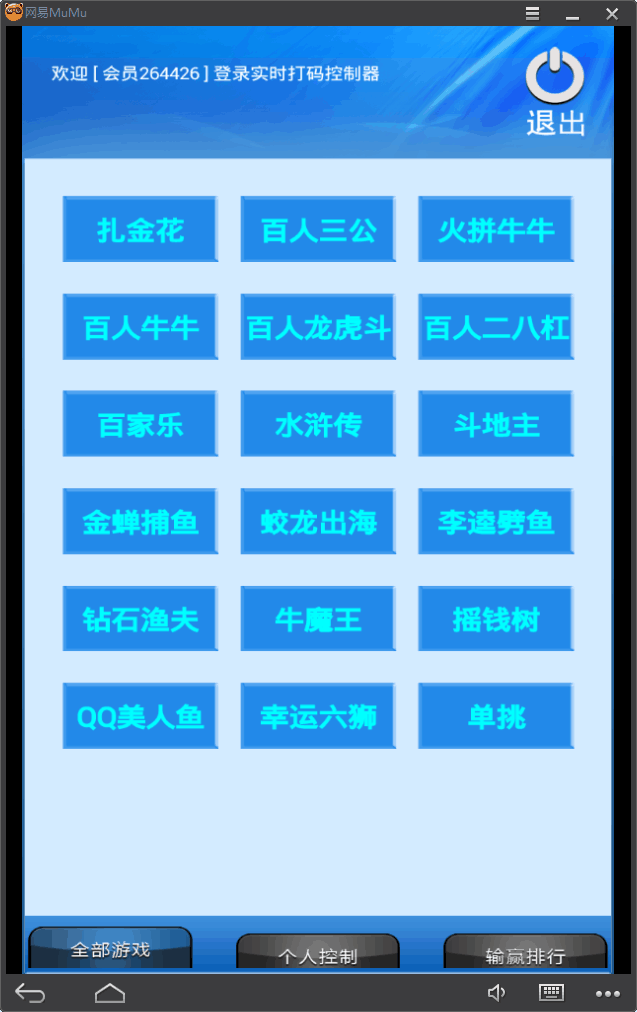 网易MuMu
欢迎 [ 会员264426 ] 登录实时打码控制器
退出
扎金花
百人三公
火拼牛牛
百人牛牛
百人龙虎斗
百人二八杠
百家乐
水浒传
斗地主
金蝉捕鱼
蛟龙出海
李逵劈鱼
钻石渔夫
牛魔王
摇钱树
QQ美人鱼
幸运六狮
单挑
全部游戏
个人控制
输赢排行